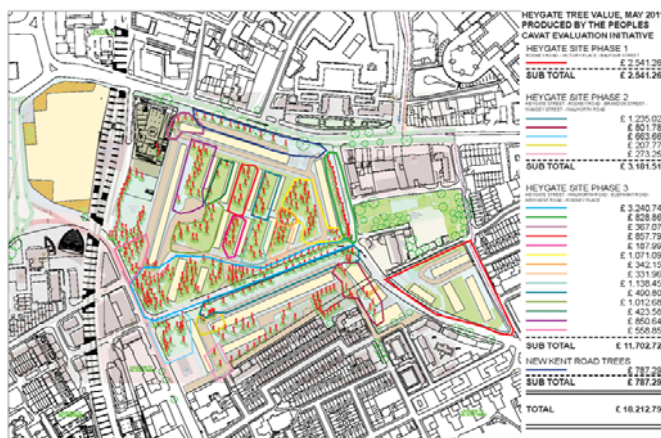 HEYGATE TREE VALUE, MAY 201
PRODUCED BY THE PEOPLES
CAVAT EVALUATION INITIATIVE
HEYGATE SITE PHASE 1
£ 2.541.26
SUB TOTAL £ 2.541.26
HEYGATE SITE PHASE 2
£ 1.235.02
£ 801.78
£ 663.66
£ 207.77
£ 273.25
SUB TOTAL £ 3.181.51
HEYGATE SITE PHASE 3
£ 3.240.74
£ 828.86
£ 367.07
£ 857.79
£ 187.99
£ 1.071.09
£ 342.15
£ 331.96
£ 1.138.45
£ 490.80
£ 1.012.68
£ 423.58
£ 850.64
£ 558.85
SUB TOTAL £ 11.702.72
NEW KENT ROAD TREES
£ 787.29
SUB TOTAL £ 787.29
TOTAL £ 18.212.79